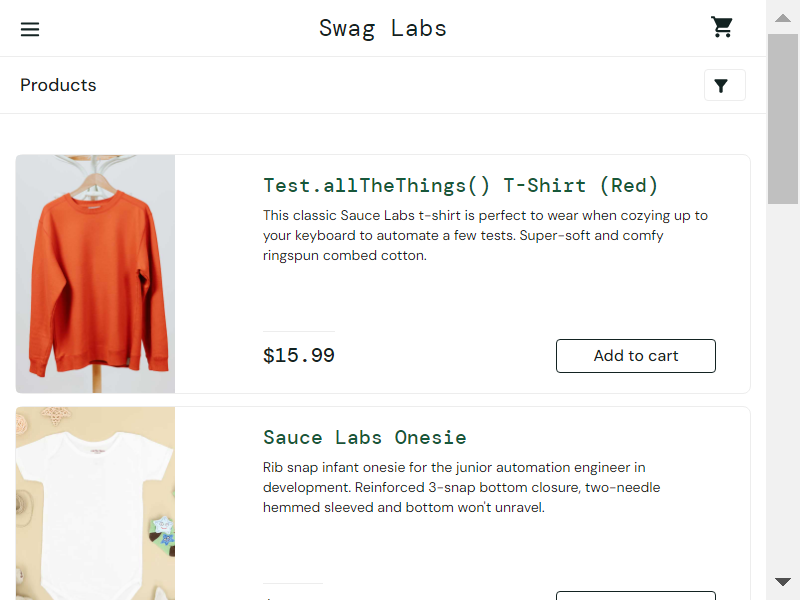 Swag Labs
Products
Test.allTheThings() T-Shirt (Red)
This classic Sauce Labs t-shirt is perfect to wear when cozying up to
your keyboard to automate a few tests. Super-soft and comfy
ringspun combed cotton.
$15.99
Add to cart
Sauce Labs Onesie
Rib snap infant onesie for the junior automation engineer in
development. Reinforced 3-snap bottom closure, two-needle
hemmed sleeved and bottom won't unravel.